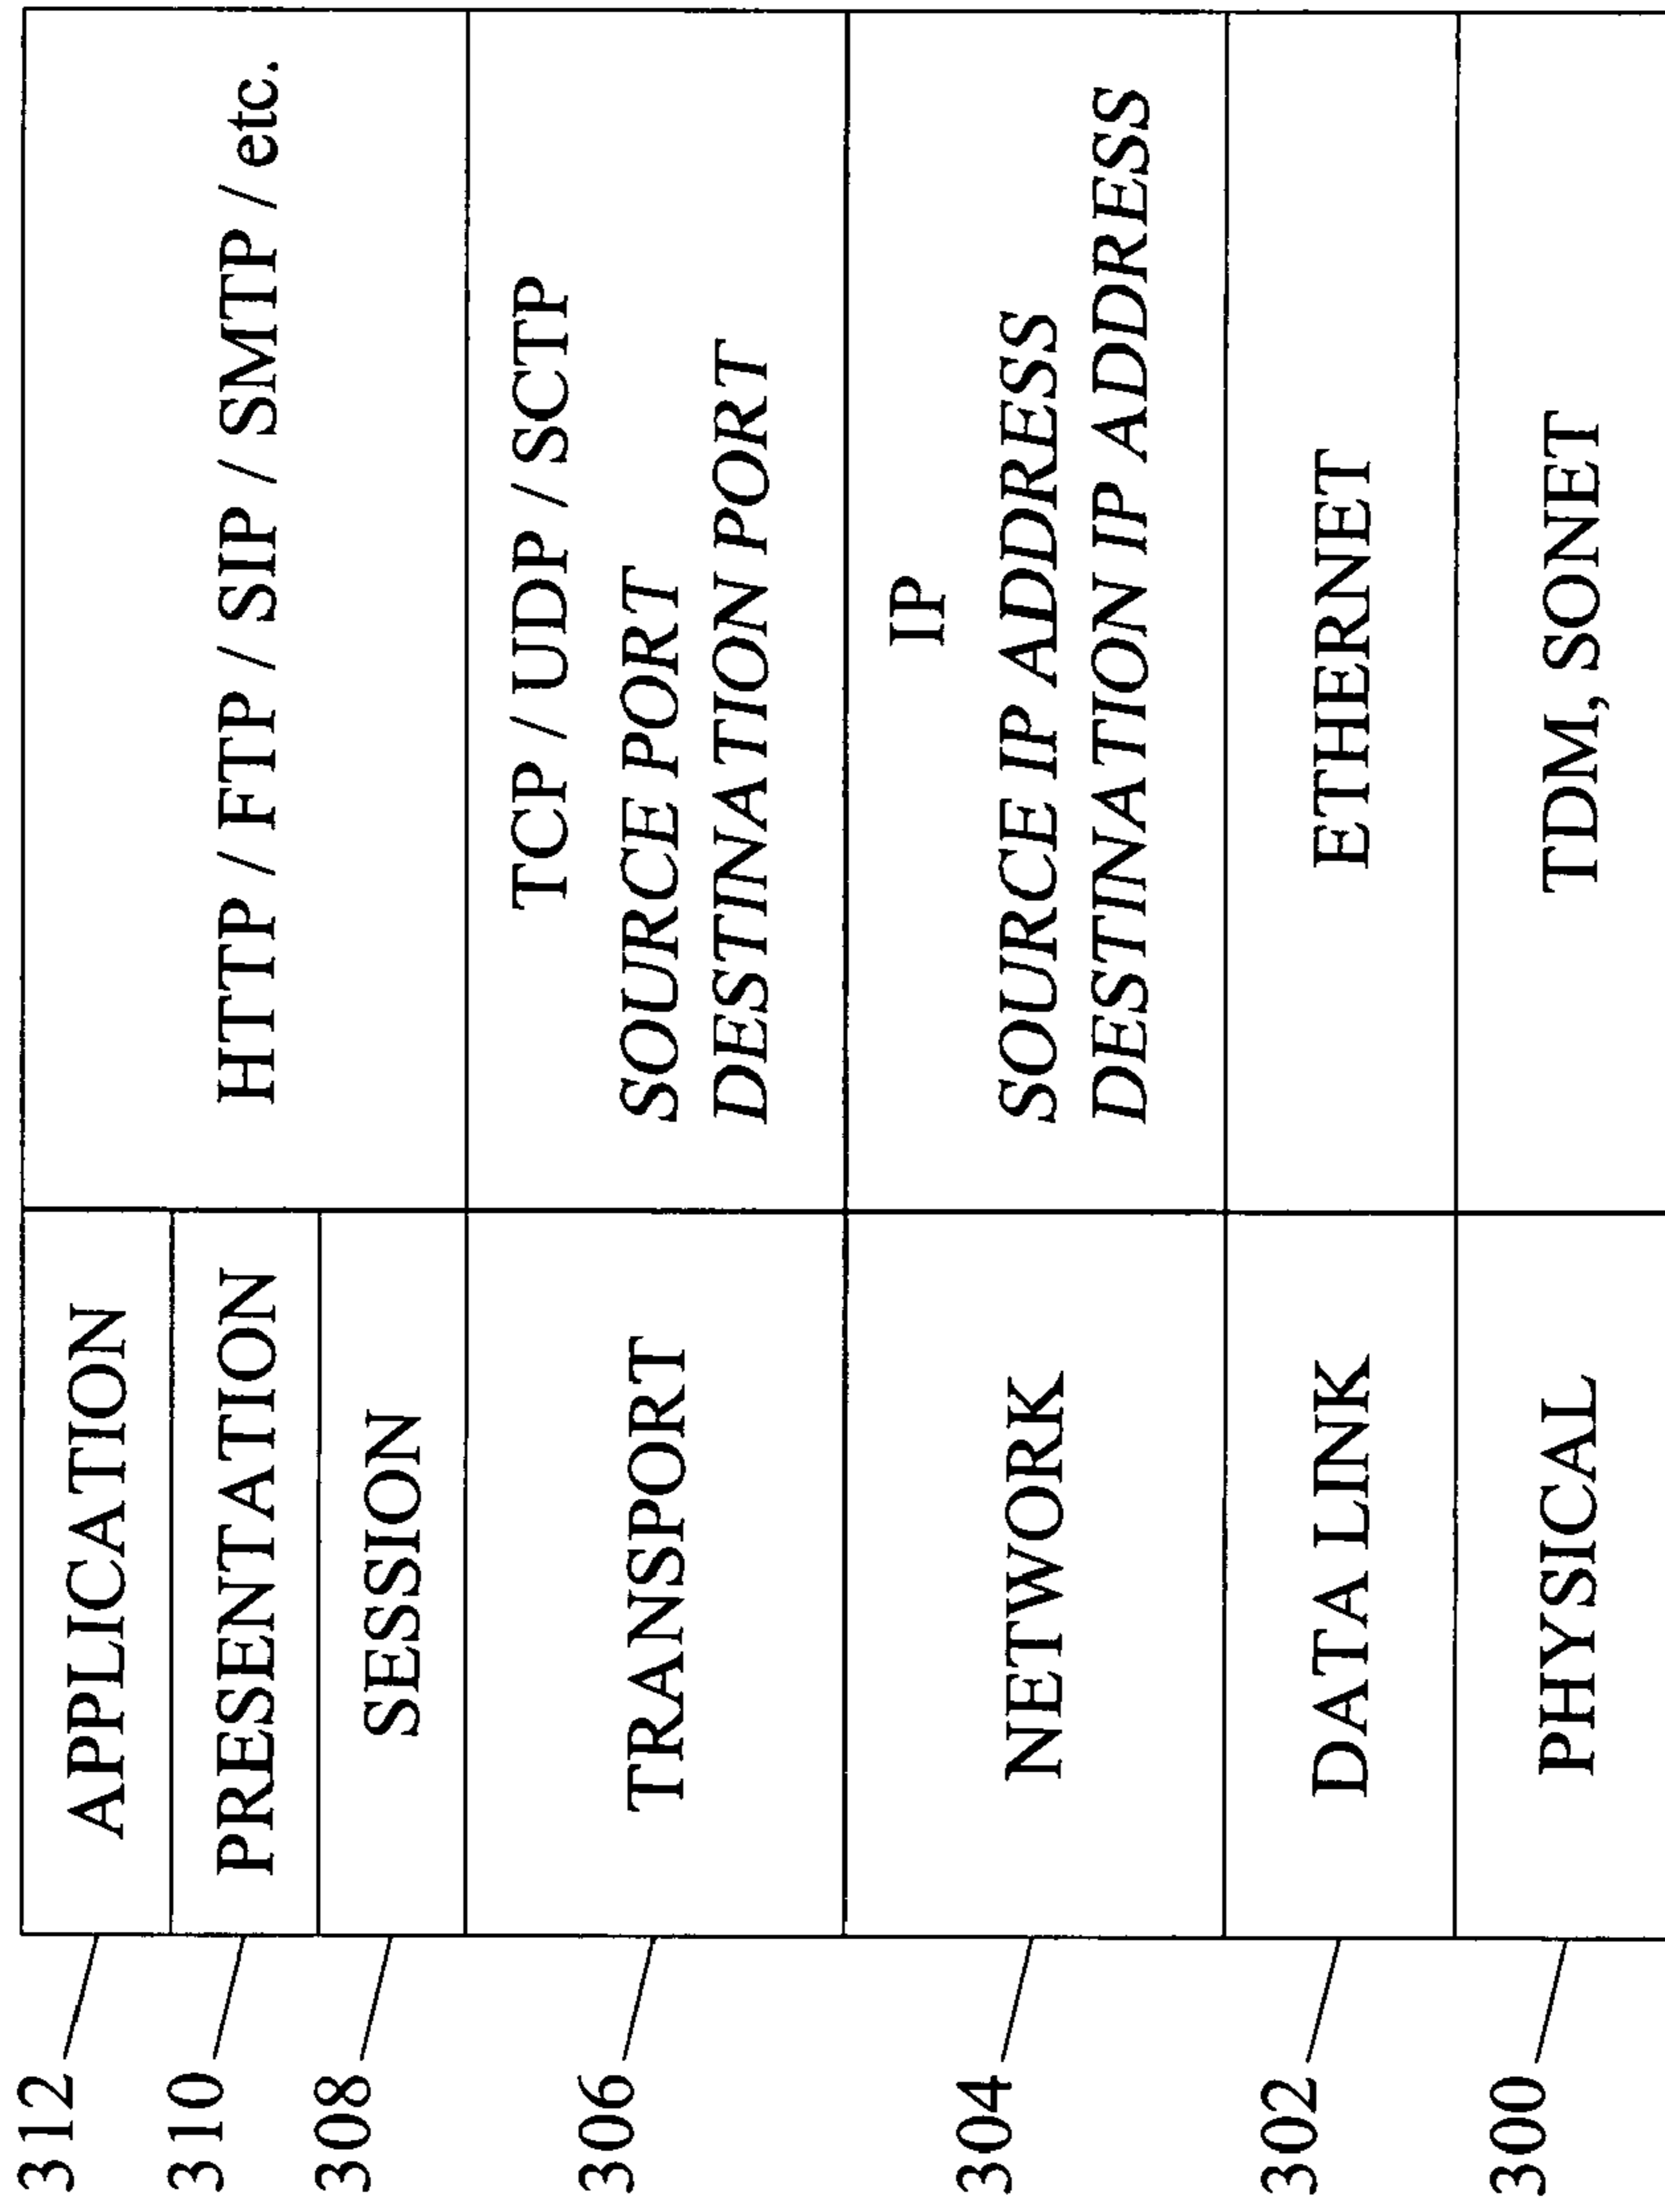 312
APPLICATION
HTTP / FTP / SIP / SMTP / etc.
310
PRESENTATION
308
SESSION
306
TRANSPORT
TCP / UDP / SCTP
SOURCE PORT
DESTINATION PORT
304
NETWORK
IP
SOURCE IP ADDRESS
DESTINATION IP ADDRESS
302
DATA LINK
ETHERNET
300
PHYSICAL
TDM, SONET